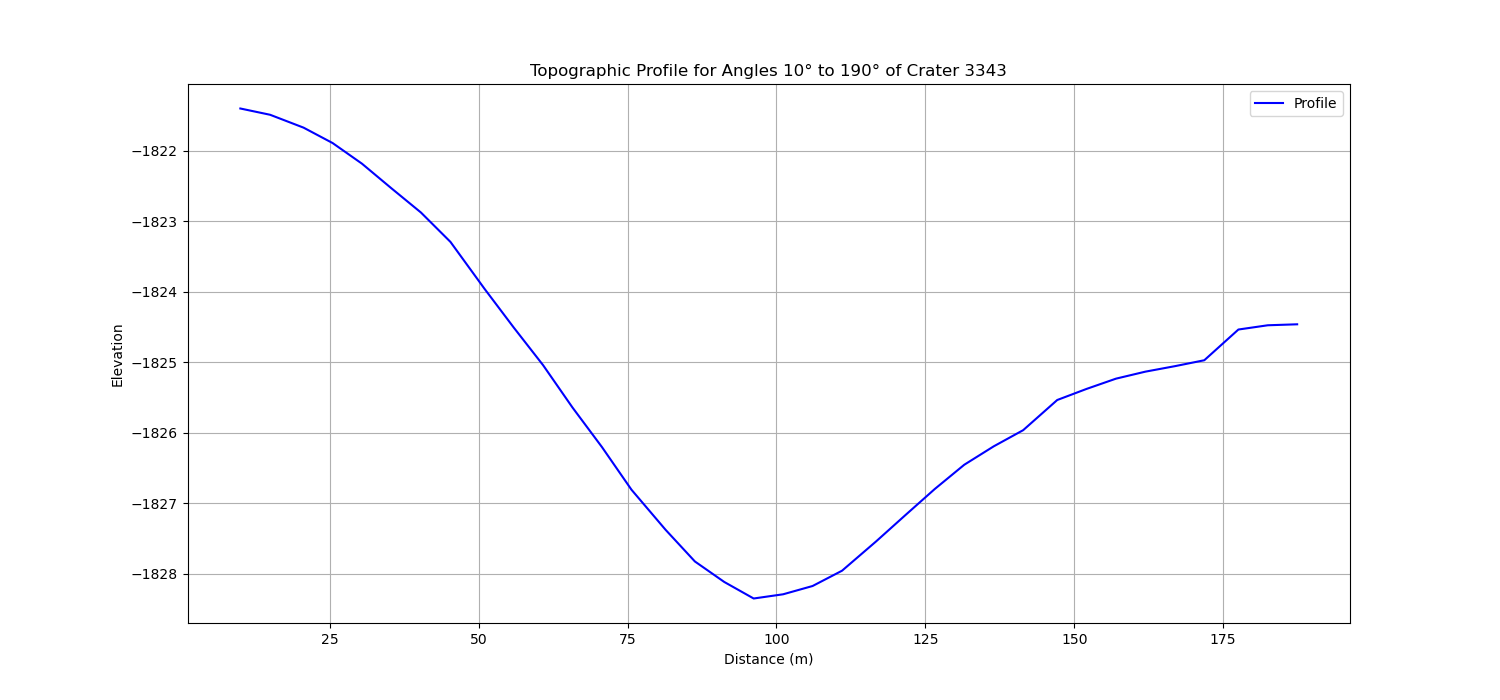 Topographic Profile for Angles 10° to 190° of Crater 3343
Profile
−1822
−1823
−1824
−1825
−1826
−1827
−1828
Elevation
25 50 75 100 125 150 175
Distance (m)